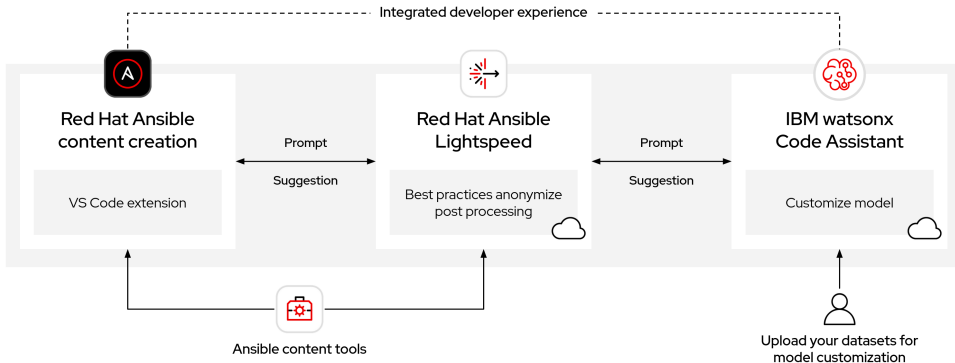 Integrated developer experience
Red Hat Ansible
content creation
VS Code extension
Prompt
Suggestion
Red Hat Ansible
Lightspeed
Best practices anonymize
post processing
Prompt
Suggestion
IBM watsonx
Code Assistant
Customize model
Ansible content tools
Upload your datasets for
model customization